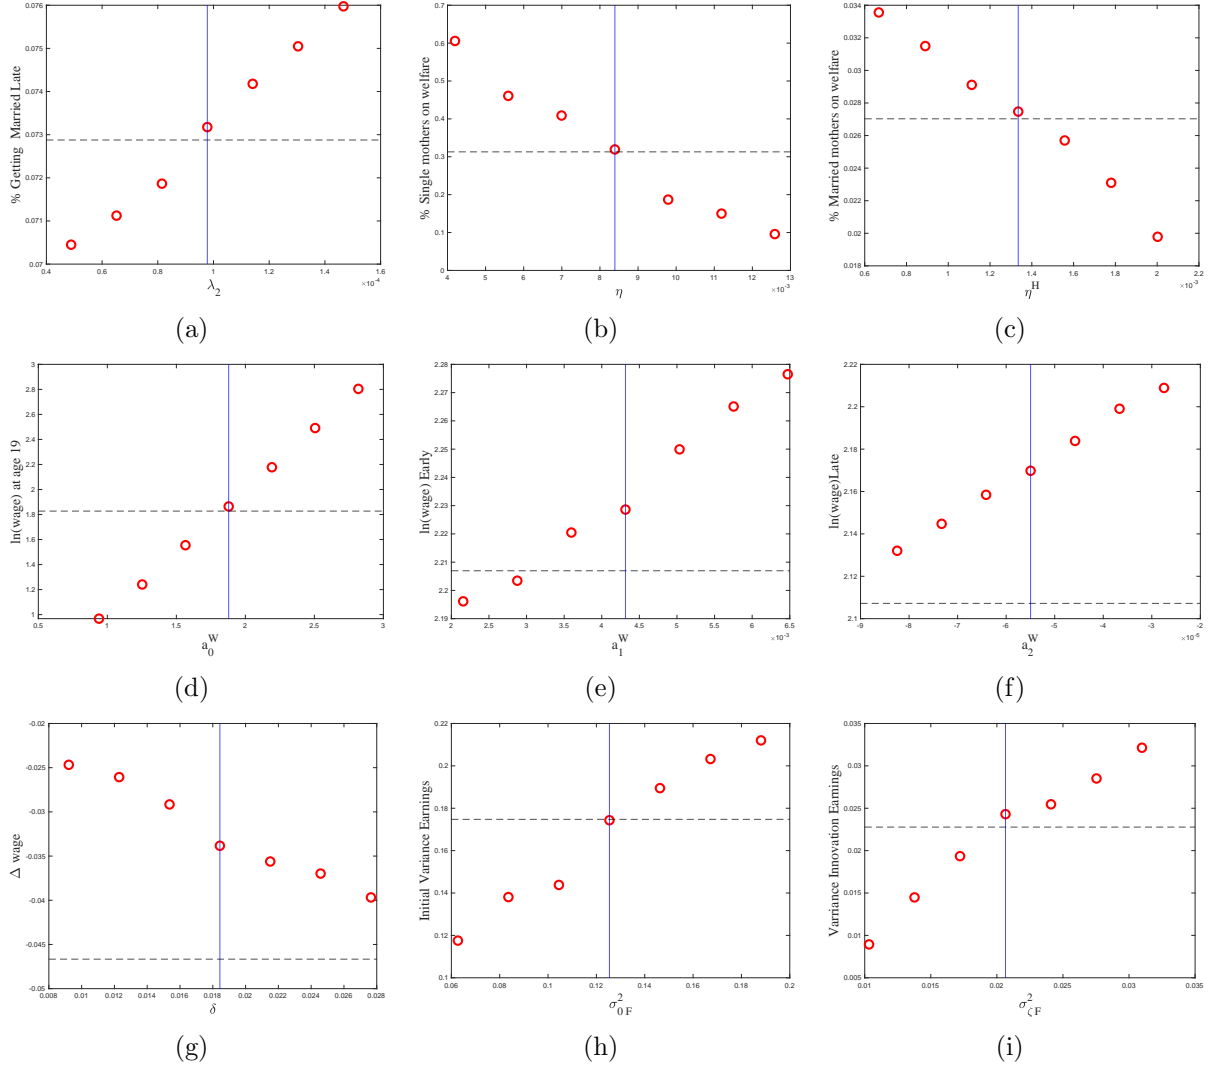 % Getting Married Late
0.076
0.075
0.074
0.073
0.072
0.071
0.07
0.4 0.6 0.8 1 1.2 1.4 1.6
×10⁻⁴
λ₂
(a)
% Single mothers on welfare
0.7
0.6
0.5
0.4
0.3
0.2
0.1
0
4 5 6 7 8 9 10 11 12 13
×10⁻³
η
(b)
% Married mothers on welfare
0.034
0.032
0.03
0.028
0.026
0.024
0.022
0.02
0.018
0.6 0.8 1 1.2 1.4 1.6 1.8 2 2.2
×10⁻³
η^H
(c)
ln(wage) at age 19
3
2.8
2.6
2.4
2.2
2
1.8
1.6
1.4
1.2
1
0.5 1 1.5 2 2.5 3
a₀^W
(d)
ln(wage) Early
2.28
2.27
2.26
2.25
2.24
2.23
2.22
2.21
2.2
2.19
2 2.5 3 3.5 4 4.5 5 5.5 6 6.5
×10⁻³
a₁^W
(e)
ln(wage)Late
2.22
2.2
2.18
2.16
2.14
2.12
2.1
-9 -8 -7 -6 -5 -4 -3 -2
×10⁻⁵
a₂^W
(f)
Δ wage
-0.02
-0.025
-0.03
-0.035
-0.04
-0.045
-0.05
0.008 0.01 0.012 0.014 0.016 0.018 0.02 0.022 0.024 0.026 0.028
δ
(g)
Initial Variance Earnings
0.22
0.2
0.18
0.16
0.14
0.12
0.1
0.06 0.08 0.1 0.12 0.14 0.16 0.18 0.2
σ²₀ F
(h)
Varriance Innovation Earnings
0.035
0.03
0.025
0.02
0.015
0.01
0.005
0.01 0.015 0.02 0.025 0.03 0.035
σ²ζ F
(i)